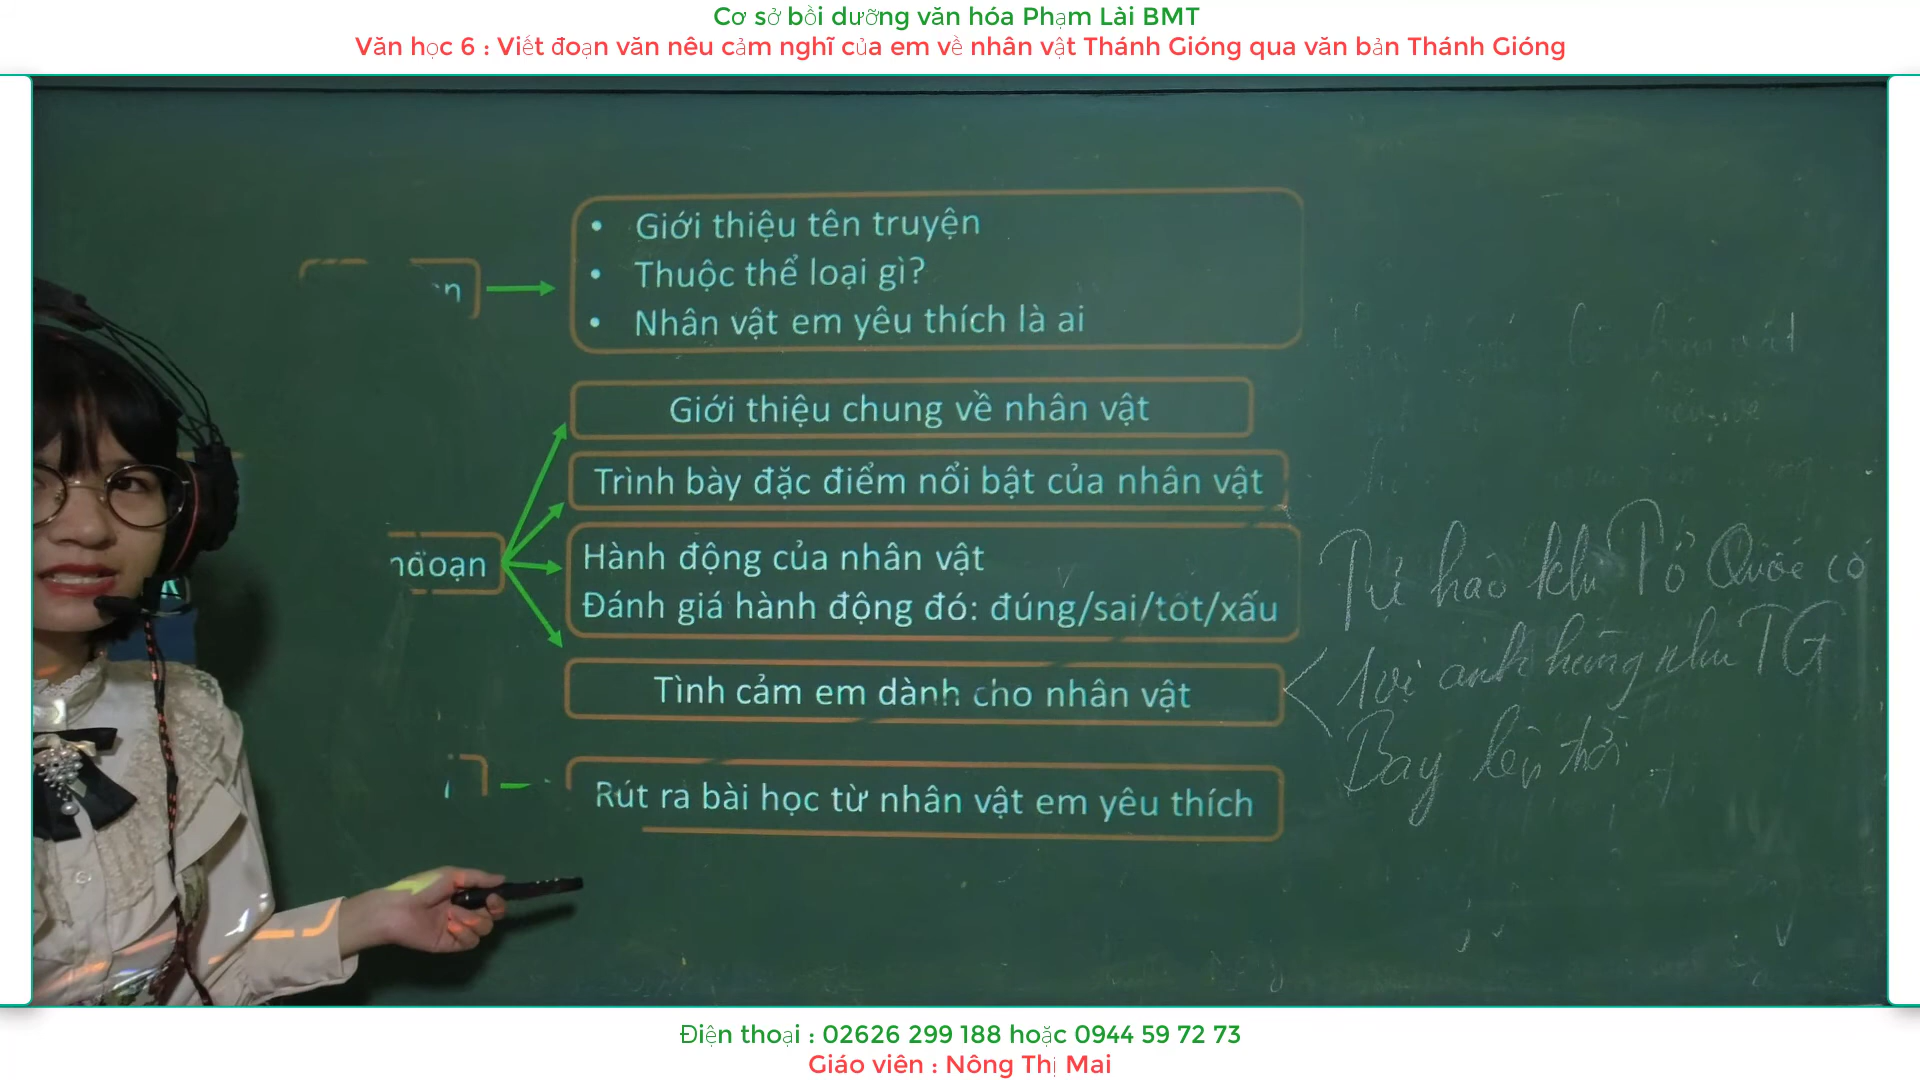 Cơ sở bồi dưỡng văn hóa Phạm Lài BMT
Văn học 6 : Viết đoạn văn nêu cảm nghĩ của em về nhân vật Thánh Gióng qua văn bản Thánh Gióng
• Giới thiệu tên truyện
• Thuộc thể loại gì?
• Nhân vật em yêu thích là ai
Giới thiệu chung về nhân vật
Trình bày đặc điểm nổi bật của nhân vật
đoạn
Hành động của nhân vật
Đánh giá hành động đó: đúng/sai/tốt/xấu
Tình cảm em dành cho nhân vật
Rút ra bài học từ nhân vật em yêu thích
Tự hào khi Tổ Quốc có
1 vị anh hùng như TG
Bay lên trời
Điện thoại : 02626 299 188 hoặc 0944 59 72 73
Giáo viên : Nông Thị Mai